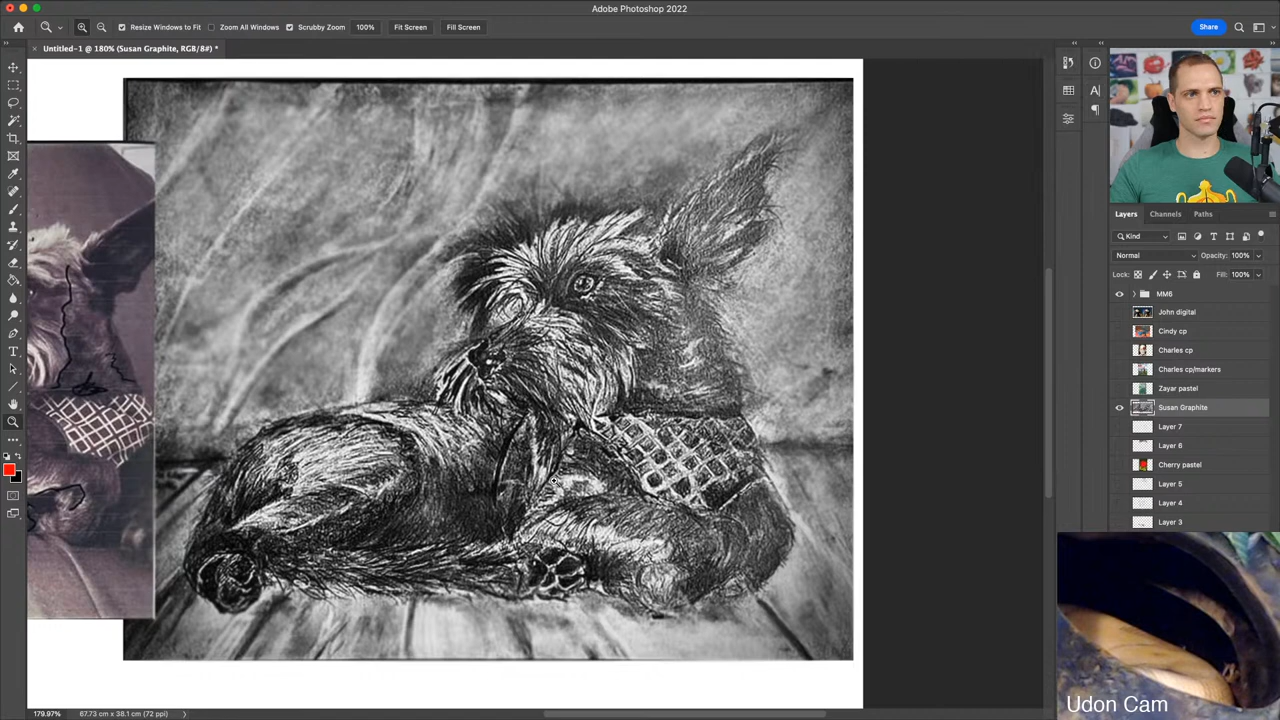 Adobe Photoshop 2022
Resize Windows to Fit
Zoom All Windows
Scrubby Zoom
100%
Fit Screen
Fill Screen
Share
Untitled-1 @ 180% (Susan Graphite, RGB/8#) *
Layers
Channels
Paths
Kind
Normal
Opacity: 100%
Lock:
Fill: 100%
MM6
John digital
Cindy cp
Charles cp
Charles cp/markers
Zayar pastel
Susan Graphite
Layer 7
Layer 6
Cherry pastel
Layer 5
Layer 4
Layer 3
Udon Cam
179.97%
67.73 cm x 38.1 cm (72 ppi)